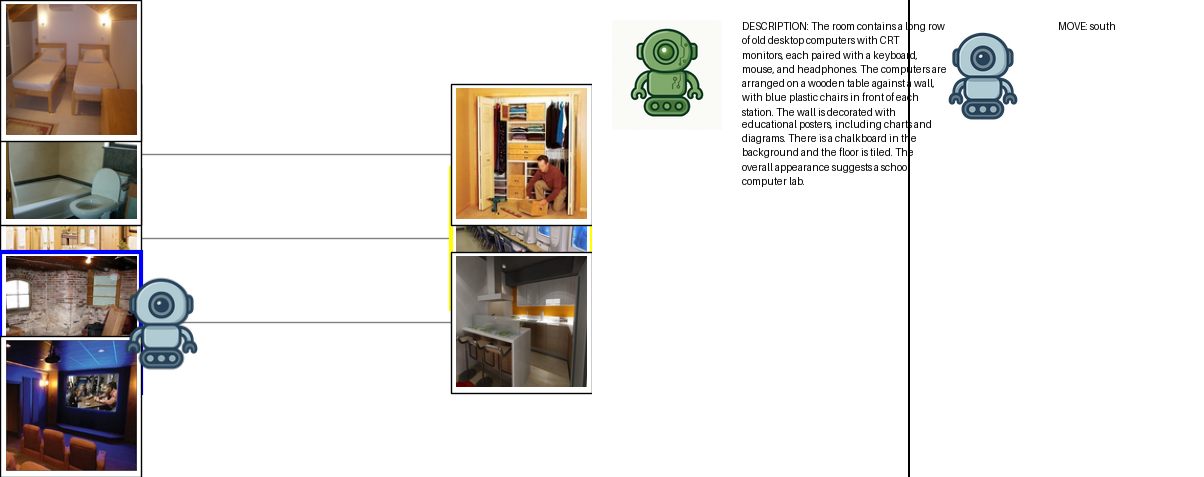 DESCRIPTION: The room contains a long row
of old desktop computers with CRT
monitors, each paired with a keyboard,
mouse, and headphones. The computers are
arranged on a wooden table against a wall,
with blue plastic chairs in front of each
station. The wall is decorated with
educational posters, including charts and
diagrams. There is a chalkboard in the
background and the floor is tiled. The
overall appearance suggests a school
computer lab.
MOVE: south